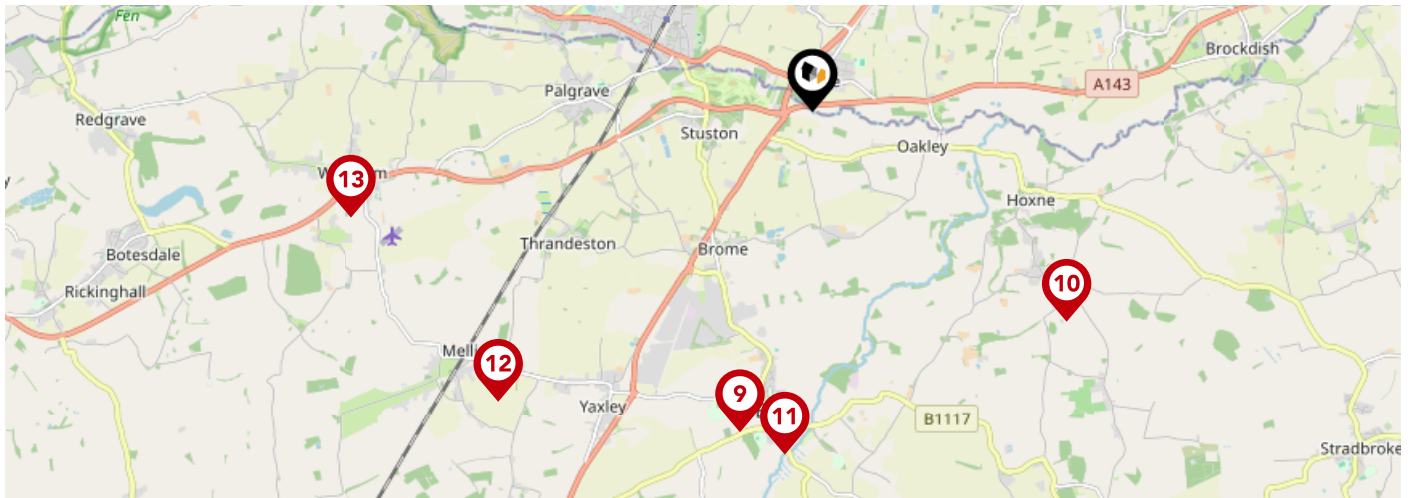 Fen
Brockdish
A143
Palgrave
Redgrave
Stuston
Oakley
13
Hoxne
Thrandeston
Brome
Botesdale
Rickinghall
10
Melli
12
9
Yaxley
11
B1117
Stradbroke